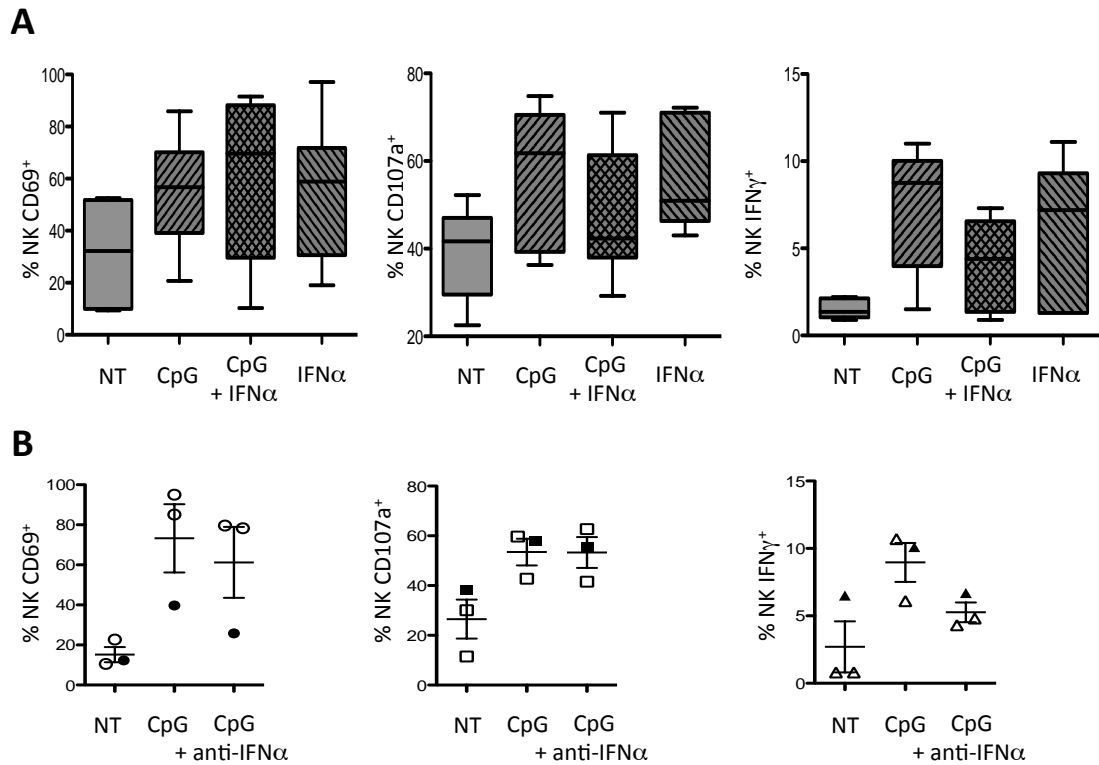 A
% NK CD69+
100
80
60
40
20
0
NT CpG CpG + IFNα IFNα
% NK CD107a+
80
60
40
20
NT CpG CpG + IFNα IFNα
% NK IFNγ+
15
10
5
0
NT CpG CpG + IFNα IFNα
B
% NK CD69+
100
80
60
40
20
0
NT CpG CpG
+ anti-IFNα
% NK CD107a+
80
60
40
20
0
NT CpG CpG
+ anti-IFNα
% NK IFNγ+
15
10
5
0
NT CpG CpG
+ anti-IFNα